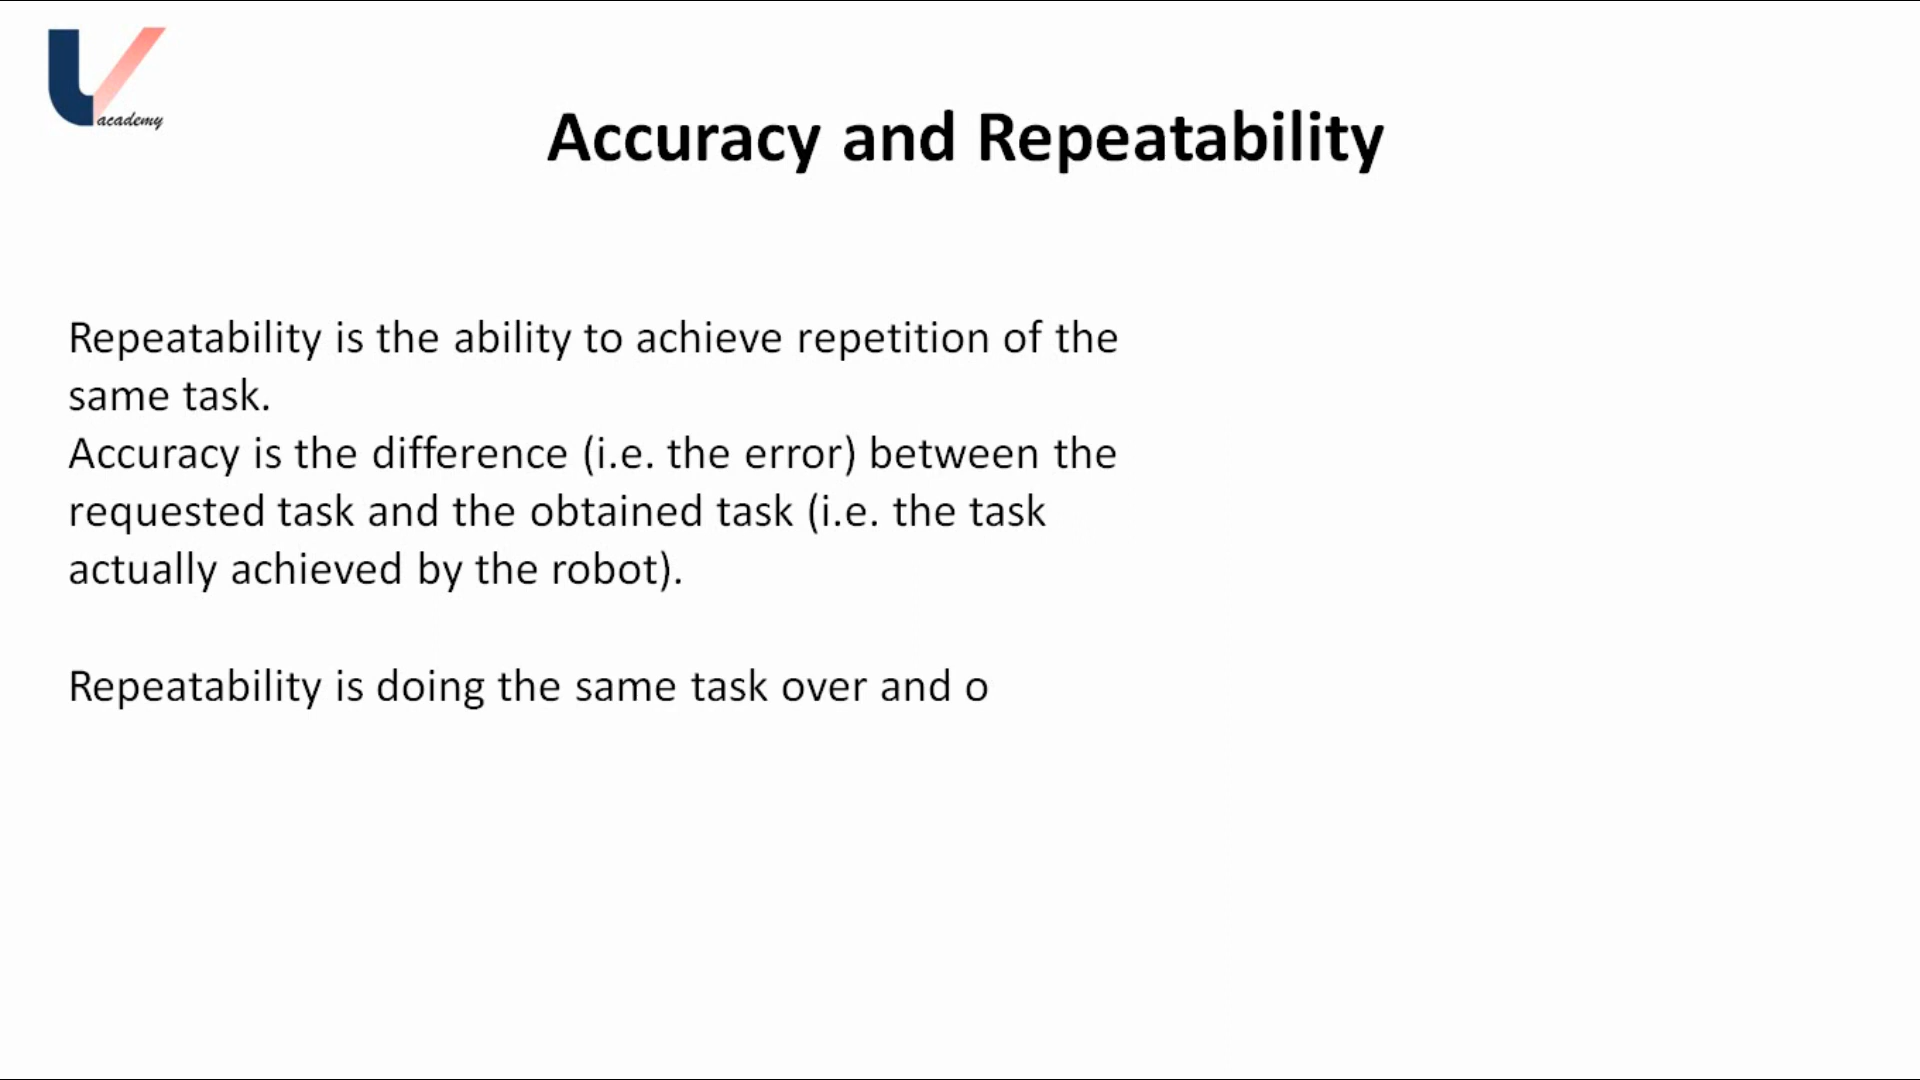 academy
Accuracy and Repeatability
Repeatability is the ability to achieve repetition of the
same task.
Accuracy is the difference (i.e. the error) between the
requested task and the obtained task (i.e. the task
actually achieved by the robot).
Repeatability is doing the same task over and o